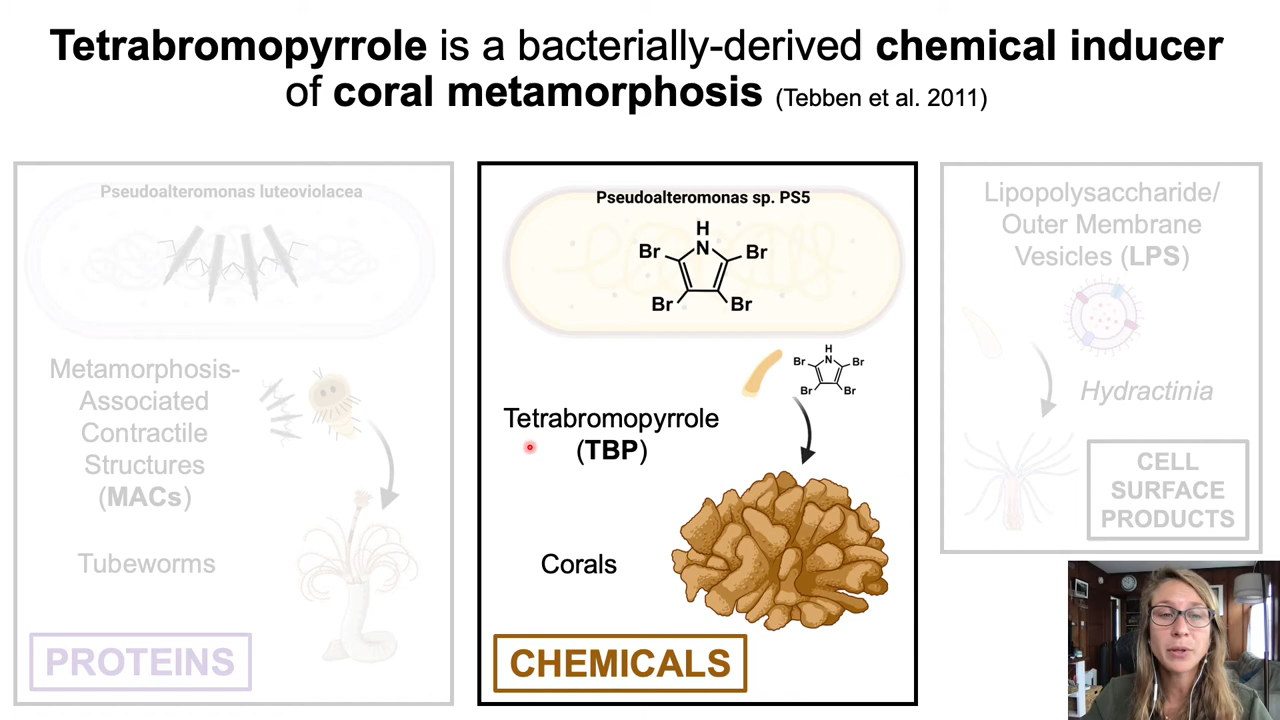 Tetrabromopyrrole is a bacterially-derived chemical inducer
of coral metamorphosis (Tebben et al. 2011)
Pseudoalteromonas luteoviolacea
Metamorphosis-
Associated
Contractile
Structures
(MACs)
Tubeworms
PROTEINS
Pseudoalteromonas sp. PS5
H
N
Br
Br
Br
Br
H
N
Br
Br
Br
Br
Tetrabromopyrrole
(TBP)
Corals
CHEMICALS
Lipopolysaccharide/
Outer Membrane
Vesicles (LPS)
Hydractinia
CELL
SURFACE
PRODUCTS